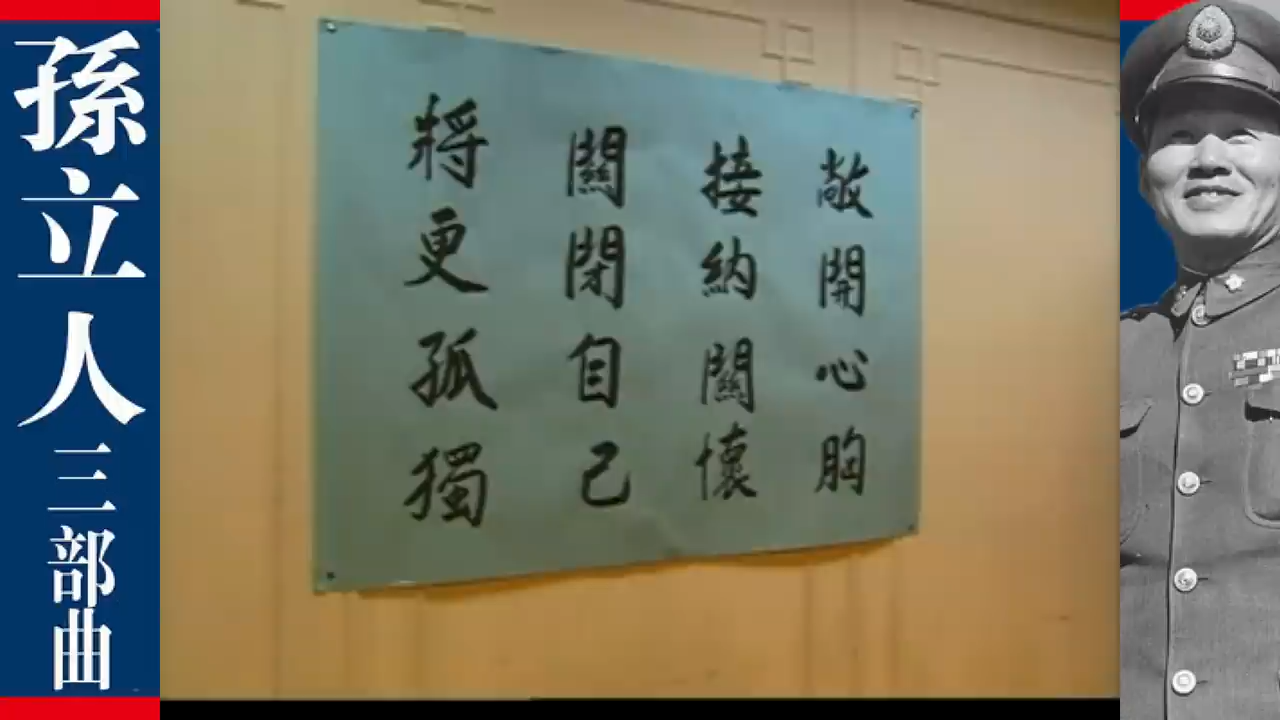 孫立人三部曲
敞開心胸
接納關懷
關閉自己
將更孤獨